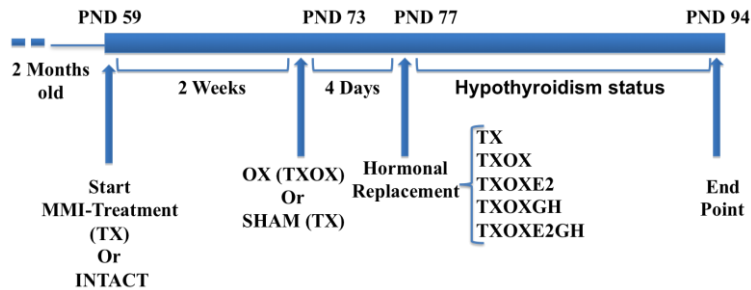 PND 59
PND 73
PND 77
PND 94
2 Months
old
2 Weeks
4 Days
Hypothyroidism status
Start
MMI-Treatment
(TX)
Or
INTACT
OX (TXOX)
Or
SHAM (TX)
Hormonal
Replacement
TX
TXOX
TXOXE2
TXOXGH
TXOXE2GH
End
Point